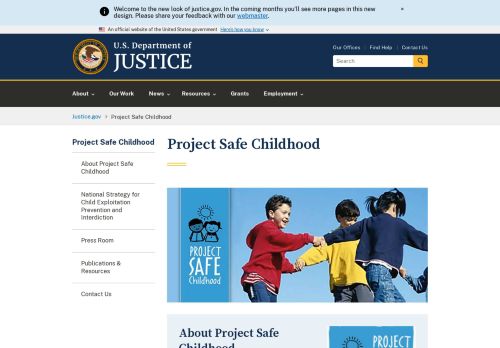 Welcome to the new look of justice.gov. In the coming months you'll see more pages in this new
design. Please share your feedback with our webmaster.
×
An official website of the United States government Here's how you know
U.S. Department of
JUSTICE
Our Offices | Find Help | Contact Us
Search
About Our Work News Resources Grants Employment
Justice.gov › Project Safe Childhood
Project Safe Childhood
About Project Safe
Childhood
National Strategy for
Child Exploitation
Prevention and
Interdiction
Press Room
Publications &
Resources
Contact Us
Project Safe Childhood
PROJECT
SAFE
Childhood
About Project Safe
Childhood
PROJECT